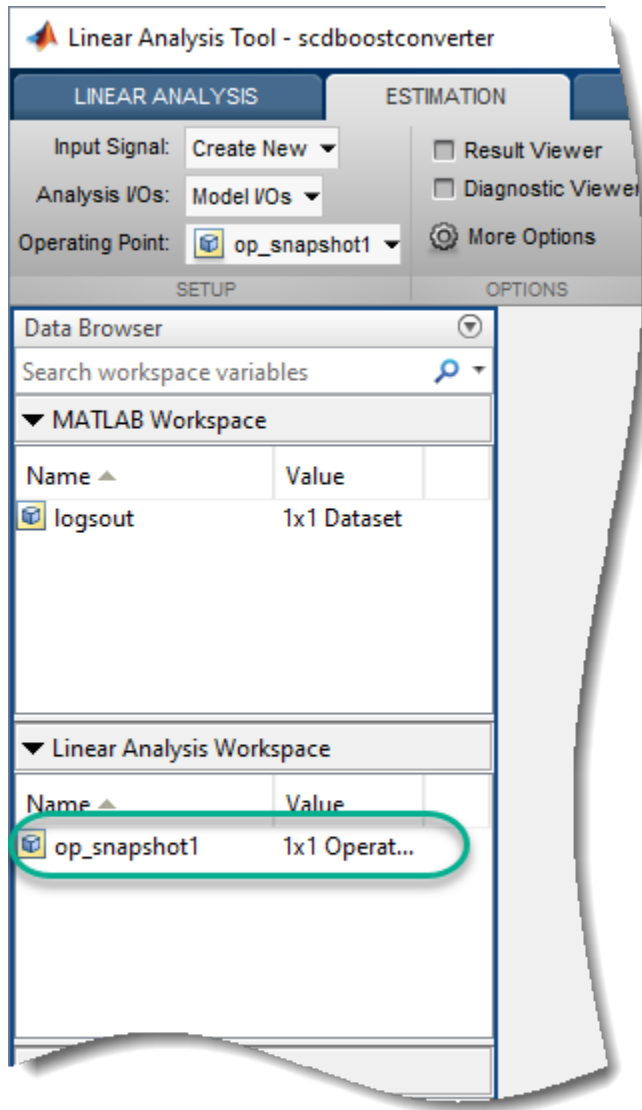 Linear Analysis Tool - scdboostconverter
LINEAR ANALYSIS ESTIMATION
Input Signal: Create New Result Viewer
Analysis I/Os: Model I/Os Diagnostic Viewer
Operating Point: op_snapshot1 More Options
SETUP OPTIONS
Data Browser
Search workspace variables
MATLAB Workspace
Name Value
logsout 1x1 Dataset
Linear Analysis Workspace
Name Value
op_snapshot1 1x1 Operat...